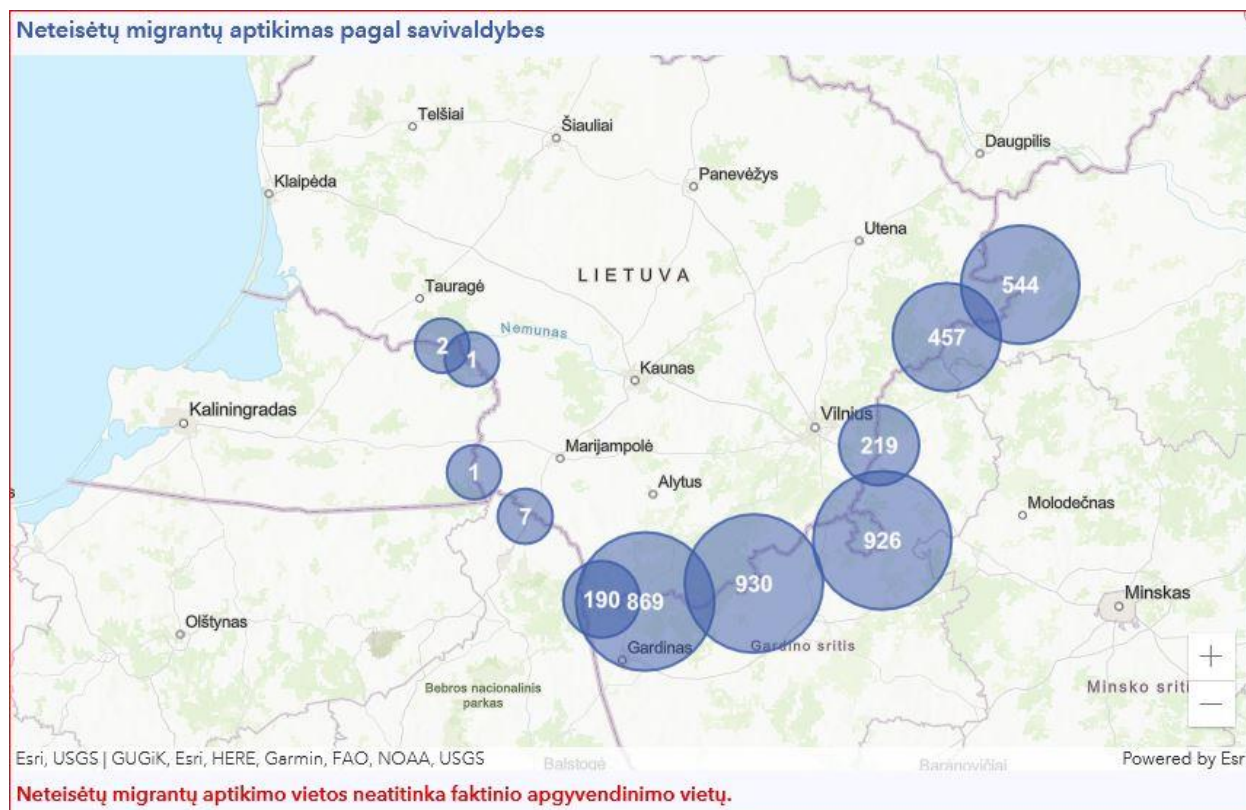 Neteisėtų migrantų aptikimas pagal savivaldybes
Telšiai
Šiauliai
Daugpilis
Klaipėda
Panevėžys
Utena
LIETUVA
544
Tauragė
Nemunas
457
2
1
Kaunas
Kaliningradas
Vilnius
219
Marijampolė
1
Alytus
Molodečnas
7
926
930
190
869
Minskas
Olštynas
Gardinas
Gardino sritis
+
Bebros nacionalinis
parkas
Minsko sriti
−
Esri, USGS | GUGiK, Esri, HERE, Garmin, FAO, NOAA, USGS
Balstogė
Baranovičiai
Powered by Esr
Neteisėtų migrantų aptikimo vietos neatitinka faktinio apgyvendinimo vietų.